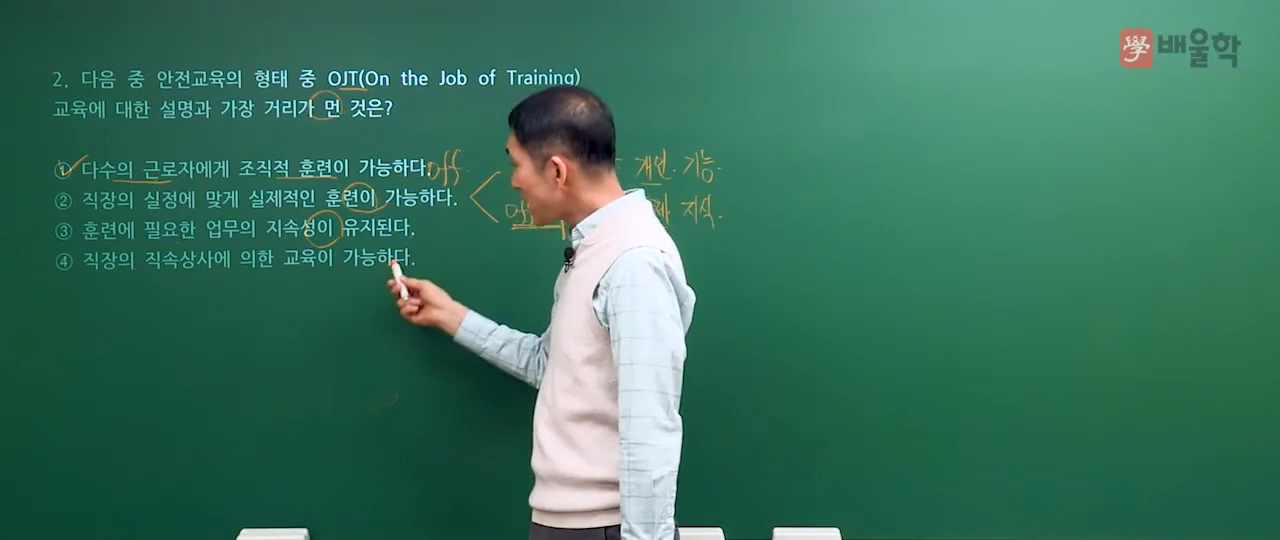 學 배울학
2. 다음 중 안전교육의 형태 중 OJT(On the Job of Training)
교육에 대한 설명과 가장 거리가 먼 것은?
① 다수의 근로자에게 조직적 훈련이 가능하다. off.
개인. 기능.
② 직장의 실정에 맞게 실제적인 훈련이 가능하다.
지식.
③ 훈련에 필요한 업무의 지속성이 유지된다.
④ 직장의 직속상사에 의한 교육이 가능하다.